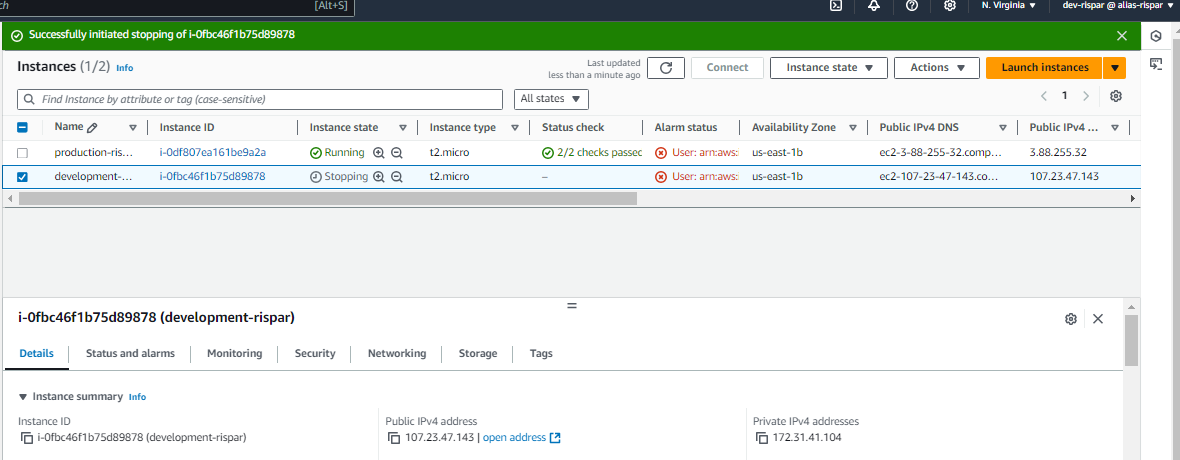 ch [Alt+S] N. Virginia dev-rispar @ alias-rispar
Successfully initiated stopping of i-0fbc46f1b75d89878
Instances (1/2) Info
Last updated
less than a minute ago
Connect Instance state Actions Launch instances
Find Instance by attribute or tag (case-sensitive) All states 1
Name Instance ID Instance state Instance type Status check Alarm status Availability Zone Public IPv4 DNS Public IPv4 ...
production-ris... i-0df807ea161be9a2a Running t2.micro 2/2 checks passec User: arn:aws: us-east-1b ec2-3-88-255-32.comp... 3.88.255.32
development-... i-0fbc46f1b75d89878 Stopping t2.micro – User: arn:aws: us-east-1b ec2-107-23-47-143.co... 107.23.47.143
i-0fbc46f1b75d89878 (development-rispar)
Details Status and alarms Monitoring Security Networking Storage Tags
Instance summary Info
Instance ID Public IPv4 address Private IPv4 addresses
i-0fbc46f1b75d89878 (development-rispar) 107.23.47.143 | open address 172.31.41.104